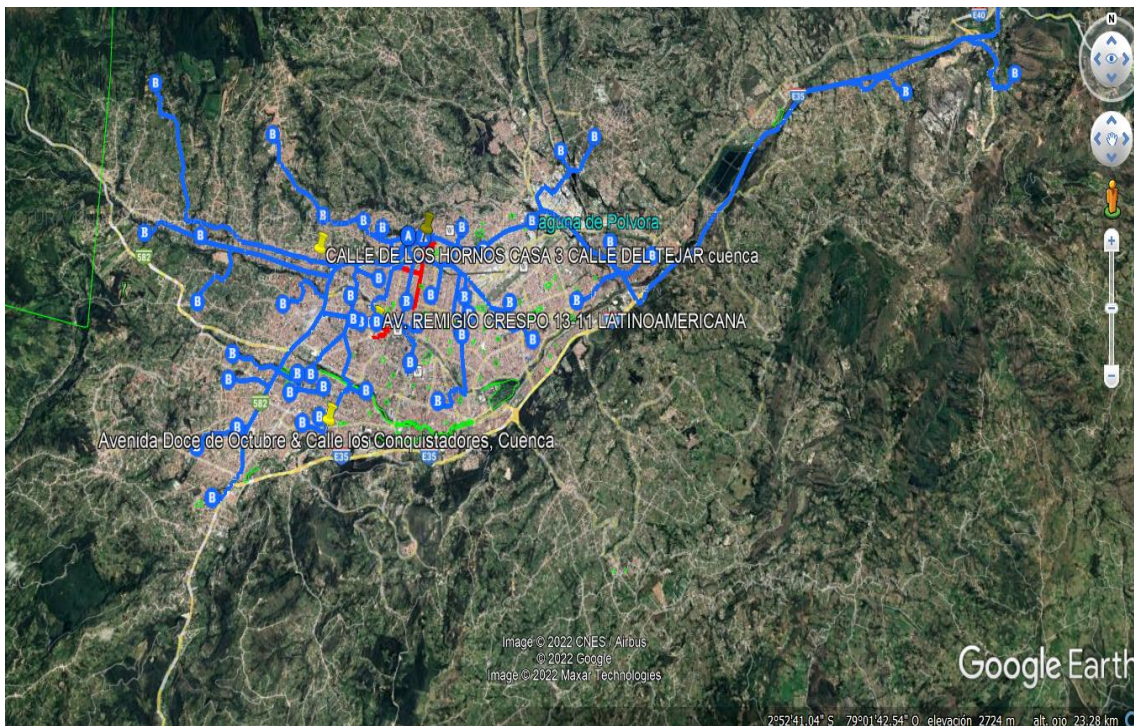 E40
N
E35
aguna de Polvora
CALLE DE LOS HORNOS CASA 3 CALLE DEL TEJAR cuenca
582
AV. REMIGIO CRESPO 13-11 LATINOAMERICANA
582
Avenida Doce de Octubre & Calle los Conquistadores, Cuenca
E35
E35
Image © 2022 CNES / Airbus
© 2022 Google
Image © 2022 Maxar Technologies
Google Earth
2°52'41.04" S 79°01'42.54" O elevación 2724 m alt. ojo 23.28 km
A
B